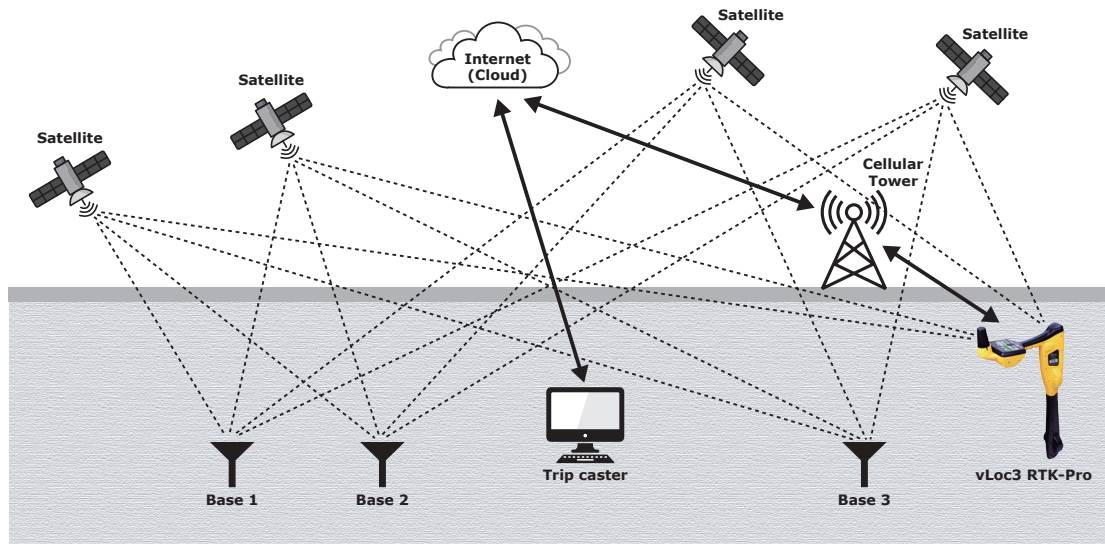 Satellite
Internet
(Cloud)
Satellite
Satellite
Satellite
Cellular
Tower
Trip caster
vLoc3 RTK-Pro
Base 1
Base 2
Base 3